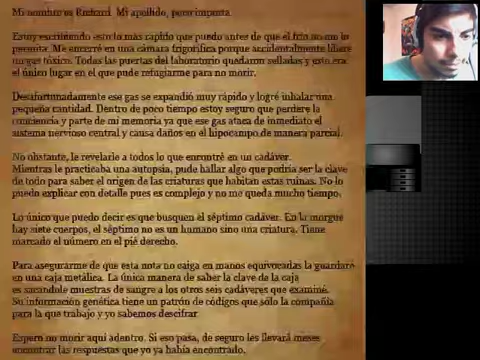 Mi nombre es Richard. Mi apellido, poco importa.
Estoy escribiendo esto lo más rápido que puedo antes de que el frío no me lo
permita. Me encerré en una cámara frigorífica porque accidentalmente liberé
un gas tóxico. Todas las puertas del laboratorio quedaron selladas y este era
el único lugar en el que pude refugiarme para no morir.
Desafortunadamente ese gas se expandió muy rápido y logré inhalar una
pequeña cantidad. Dentro de poco tiempo estoy seguro que perderé la
conciencia y parte de mi memoria ya que ese gas ataca de inmediato el
sistema nervioso central y causa daños en el hipocampo de manera parcial.
No obstante, le revelaré a todos lo que encontré en un cadáver.
Mientras le practicaba una autopsia, pude hallar algo que podría ser la clave
de todo para saber el origen de las criaturas que habitan estas ruinas. No lo
puedo explicar con detalle pues es complejo y no me queda mucho tiempo.
Lo único que puedo decir es que busquen el séptimo cadáver. En la morgue
hay siete cuerpos, el séptimo no es un humano sino una criatura. Tiene
marcado el número en el pié derecho.
Para asegurarme de que esta nota no caiga en manos equivocadas la guardaré
en una caja metálica. La única manera de saber la clave de la caja
es sacándole muestras de sangre a los otros seis cadáveres que examiné.
Su información genética tiene un patrón de códigos que sólo la compañía
para la que trabajo y yo sabemos descifrar.
Espero no morir aquí adentro. Si eso pasa, de seguro les llevará meses
encontrar las respuestas que yo ya había encontrado.